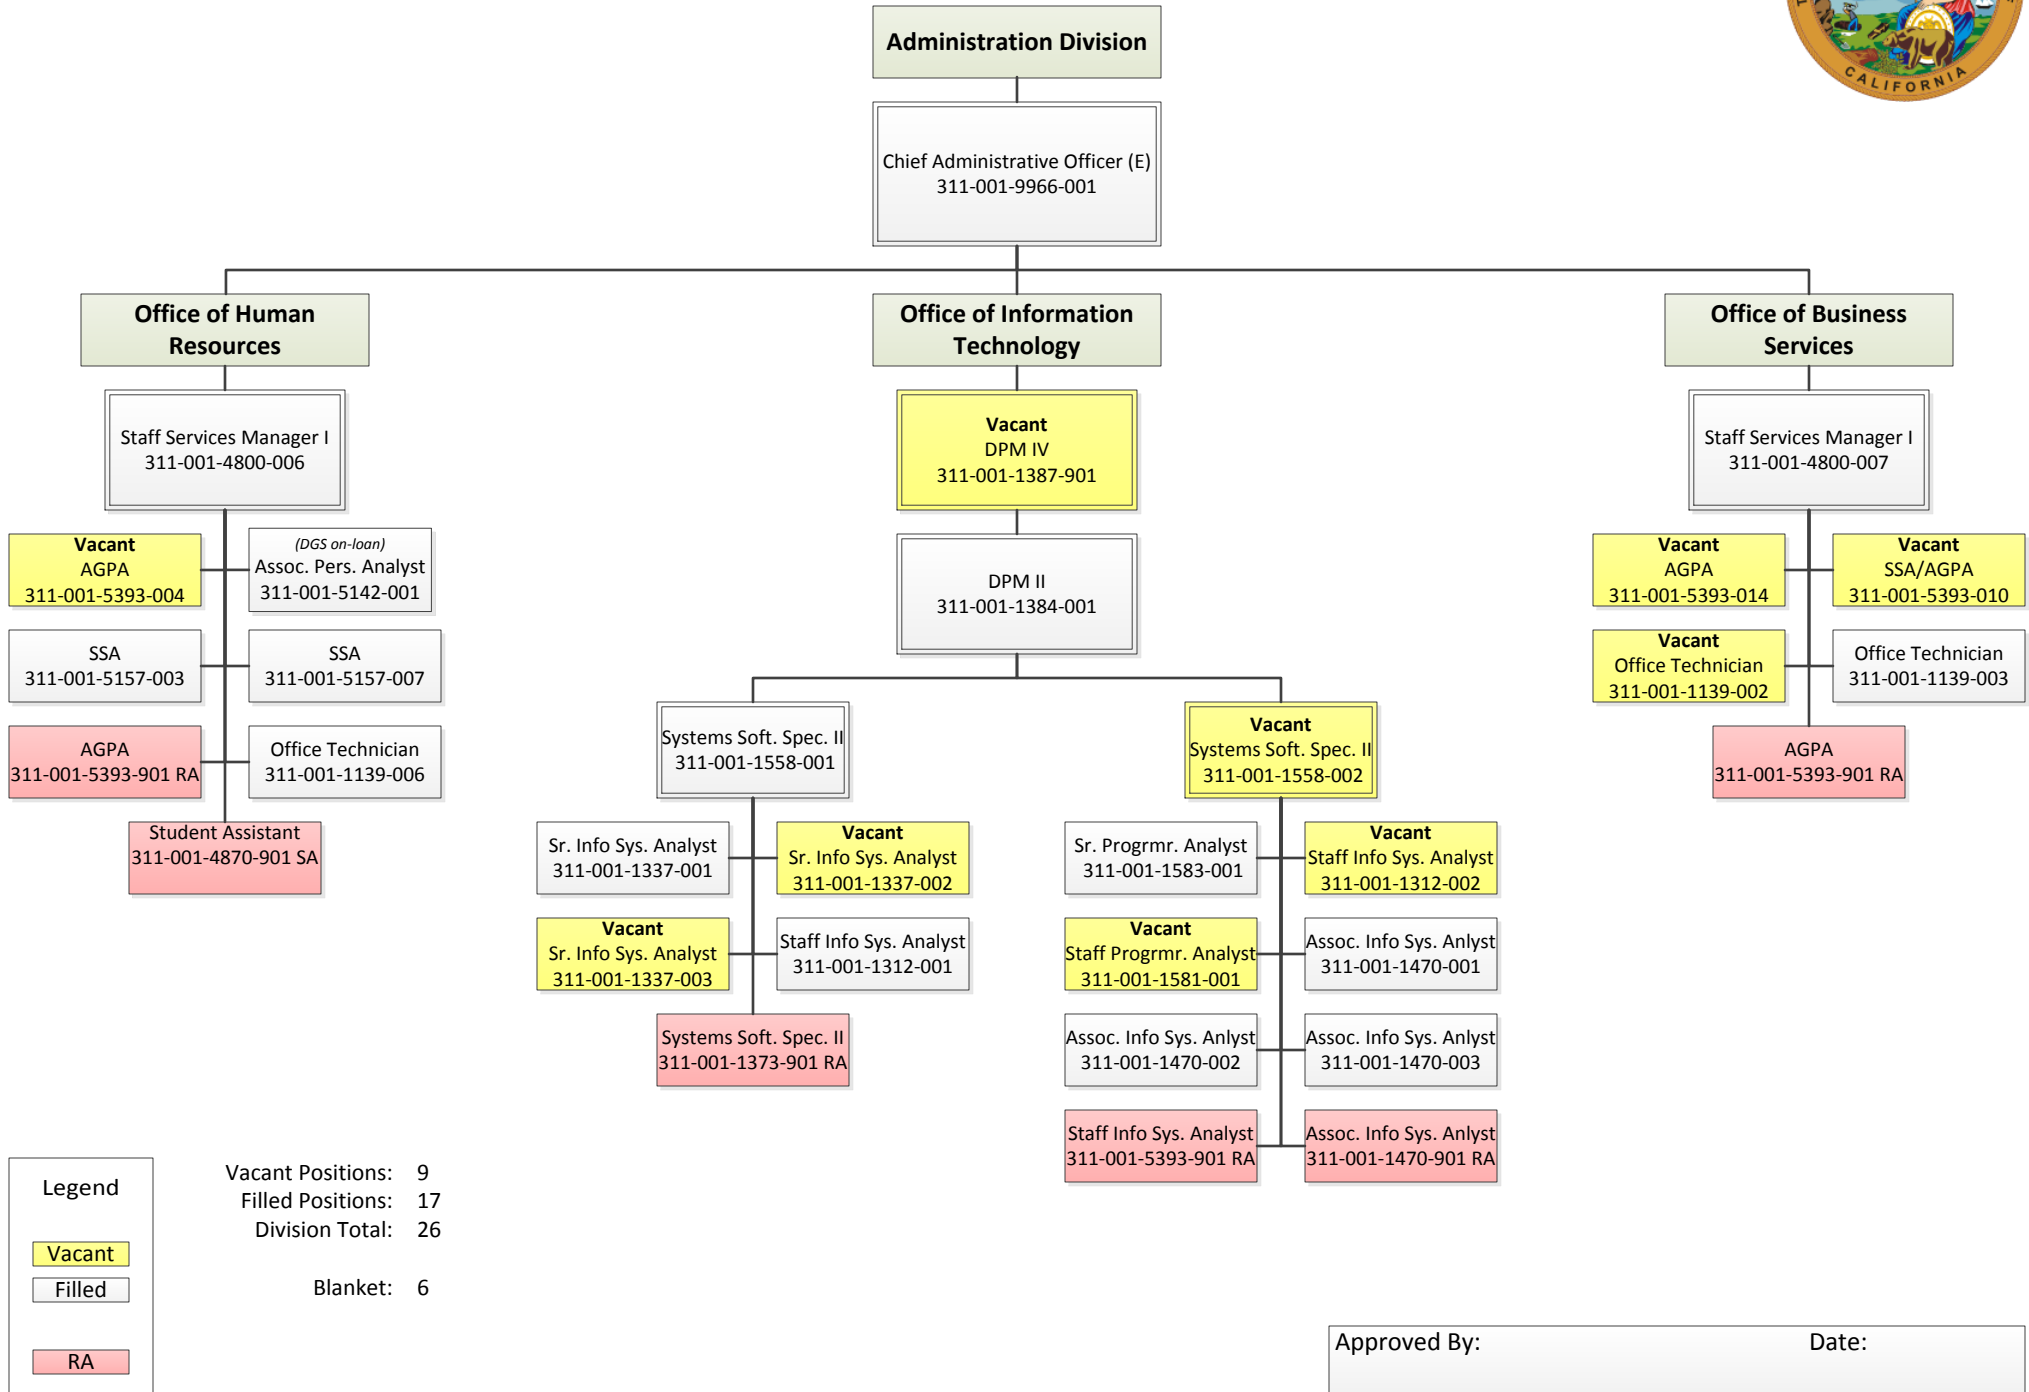 CALIFORNIA
Administration Division
Chief Administrative Officer (E)
311-001-9966-001
Office of Human
Resources
Staff Services Manager I
311-001-4800-006
Vacant
AGPA
311-001-5393-004
(DGS on-loan)
Assoc. Pers. Analyst
311-001-5142-001
SSA
311-001-5157-003
SSA
311-001-5157-007
AGPA
311-001-5393-901 RA
Office Technician
311-001-1139-006
Student Assistant
311-001-4870-901 SA
Office of Information
Technology
Vacant
DPM IV
311-001-1387-901
DPM II
311-001-1384-001
Systems Soft. Spec. II
311-001-1558-001
Sr. Info Sys. Analyst
311-001-1337-001
Vacant
Sr. Info Sys. Analyst
311-001-1337-002
Vacant
Sr. Info Sys. Analyst
311-001-1337-003
Staff Info Sys. Analyst
311-001-1312-001
Systems Soft. Spec. II
311-001-1373-901 RA
Vacant
Systems Soft. Spec. II
311-001-1558-002
Sr. Progrmr. Analyst
311-001-1583-001
Vacant
Staff Info Sys. Analyst
311-001-1312-002
Vacant
Staff Progrmr. Analyst
311-001-1581-001
Assoc. Info Sys. Anlyst
311-001-1470-001
Assoc. Info Sys. Anlyst
311-001-1470-002
Assoc. Info Sys. Anlyst
311-001-1470-003
Staff Info Sys. Analyst
311-001-5393-901 RA
Assoc. Info Sys. Anlyst
311-001-1470-901 RA
Office of Business
Services
Staff Services Manager I
311-001-4800-007
Vacant
AGPA
311-001-5393-014
Vacant
SSA/AGPA
311-001-5393-010
Vacant
Office Technician
311-001-1139-002
Office Technician
311-001-1139-003
AGPA
311-001-5393-901 RA
Legend
Vacant
Filled
RA
Vacant Positions: 9
Filled Positions: 17
Division Total: 26
Blanket: 6
Approved By: Date: